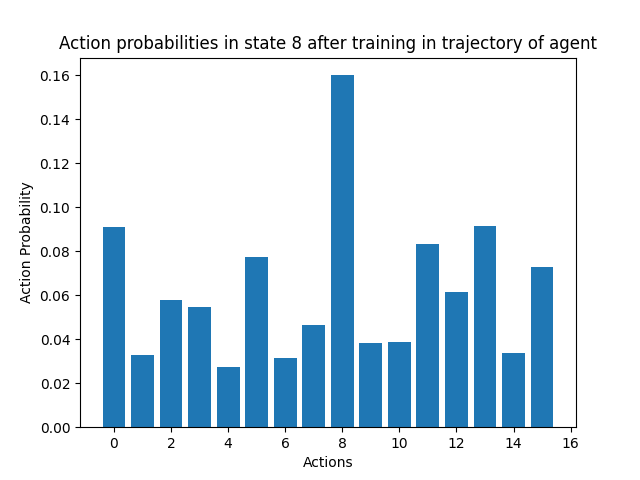 Action probabilities in state 8 after training in trajectory of agent
0.16
0.14
0.12
0.10
0.08
0.06
0.04
0.02
0.00
Action Probability
0 2 4 6 8 10 12 14 16
Actions